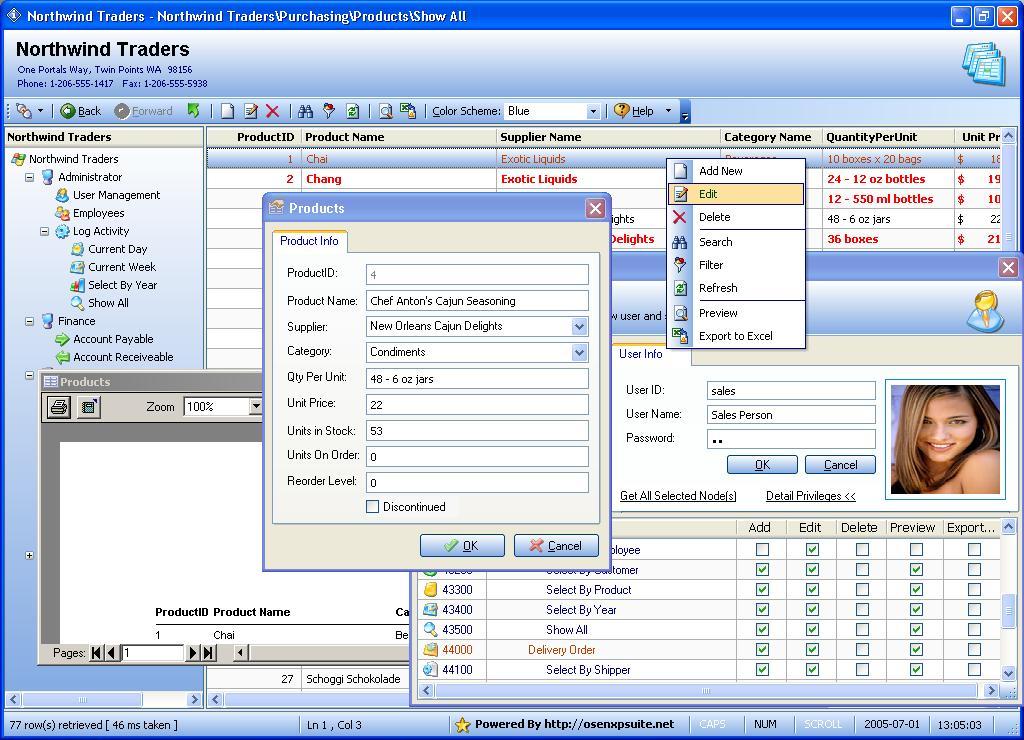 Northwind Traders - Northwind Traders\Purchasing\Products\Show All
Northwind Traders
One Portals Way, Twin Points WA 98156
Phone: 1-206-555-1417 Fax: 1-206-555-5938
Back Forward Color Scheme: Blue Help
Northwind Traders
Northwind Traders
Administrator
User Management
Employees
Log Activity
Current Day
Current Week
Select By Year
Show All
Finance
Account Payable
Account Receivable
ProductID Product Name Supplier Name Category Name QuantityPerUnit Unit Pr
1 Chai Exotic Liquids 10 boxes x 20 bags $ 18
2 Chang Exotic Liquids 24 - 12 oz bottles $ 19
12 - 550 ml bottles $ 10
ights 48 - 6 oz jars $ 22
Delights 36 boxes $ 21
Add New
Edit
Delete
Search
Filter
Refresh
Preview
Export to Excel
Products
Product Info
ProductID: 4
Product Name: Chef Anton's Cajun Seasoning
Supplier: New Orleans Cajun Delights
Category: Condiments
Qty Per Unit: 48 - 6 oz jars
Unit Price: 22
Units in Stock: 53
Units On Order: 0
Reorder Level: 0
Discontinued
OK Cancel
w user and
User Info
User ID: sales
User Name: Sales Person
Password: ••
OK Cancel
Get All Selected Node(s) Detail Privileges <<
Add Edit Delete Preview Export...
ployee
Select By Customer
43300 Select By Product
43400 Select By Year
43500 Show All
44000 Delivery Order
44100 Select By Shipper
Products
Zoom 100%
ProductID Product Name Ca
1 Chai Be
Pages: 1
27 Schoggi Schokolade
77 row(s) retrieved [ 46 ms taken ] Ln 1 , Col 3 Powered By http://osenxpsuite.net CAPS NUM SCROLL 2005-07-01 13:05:03